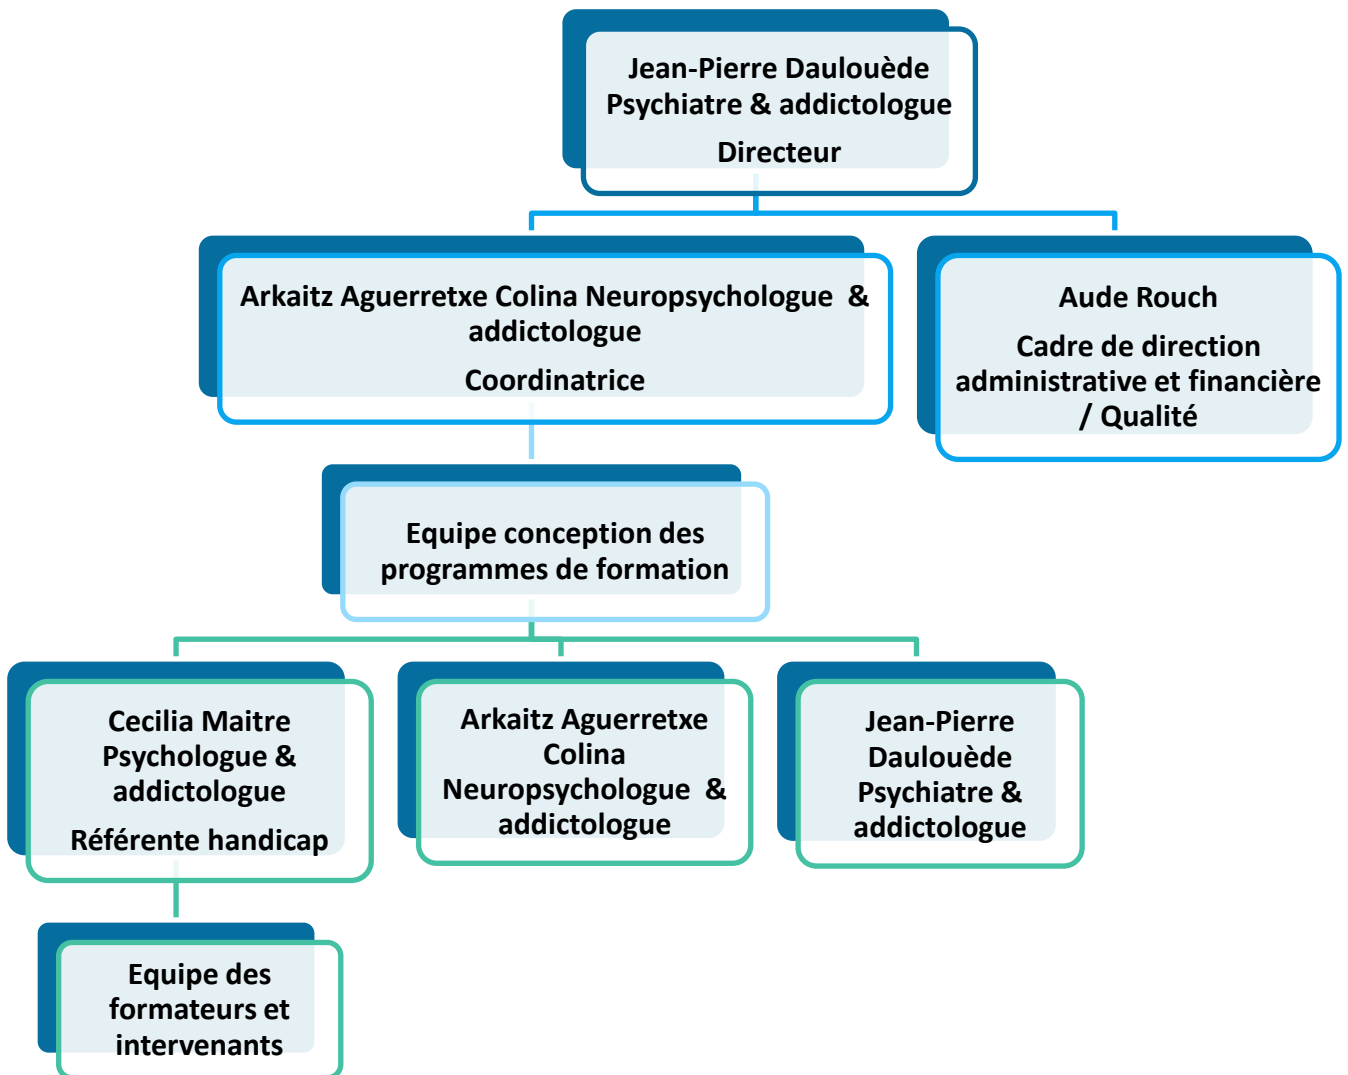 Jean-Pierre Daulouède
Psychiatre & addictologue
Directeur
Arkaitz Aguerretxe Colina Neuropsychologue &
addictologue
Coordinatrice
Aude Rouch
Cadre de direction
administrative et financière
/ Qualité
Equipe conception des
programmes de formation
Cecilia Maitre
Psychologue &
addictologue
Référente handicap
Arkaitz Aguerretxe
Colina
Neuropsychologue &
addictologue
Jean-Pierre
Daulouède
Psychiatre &
addictologue
Equipe des
formateurs et
intervenants